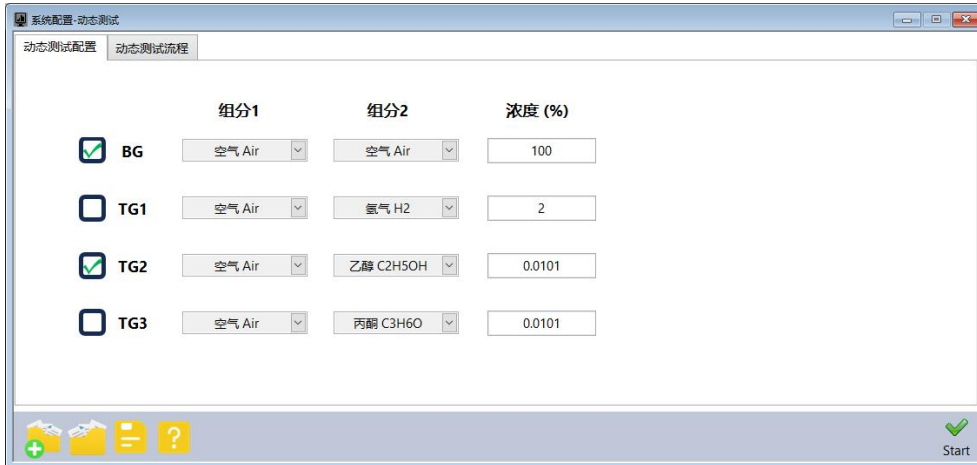 系统配置-动态测试
动态测试配置 动态测试流程
组分1 组分2 浓度 (%)
BG 空气 Air 空气 Air 100
TG1 空气 Air 氢气 H2 2
TG2 空气 Air 乙醇 C2H5OH 0.0101
TG3 空气 Air 丙酮 C3H6O 0.0101
?
Start